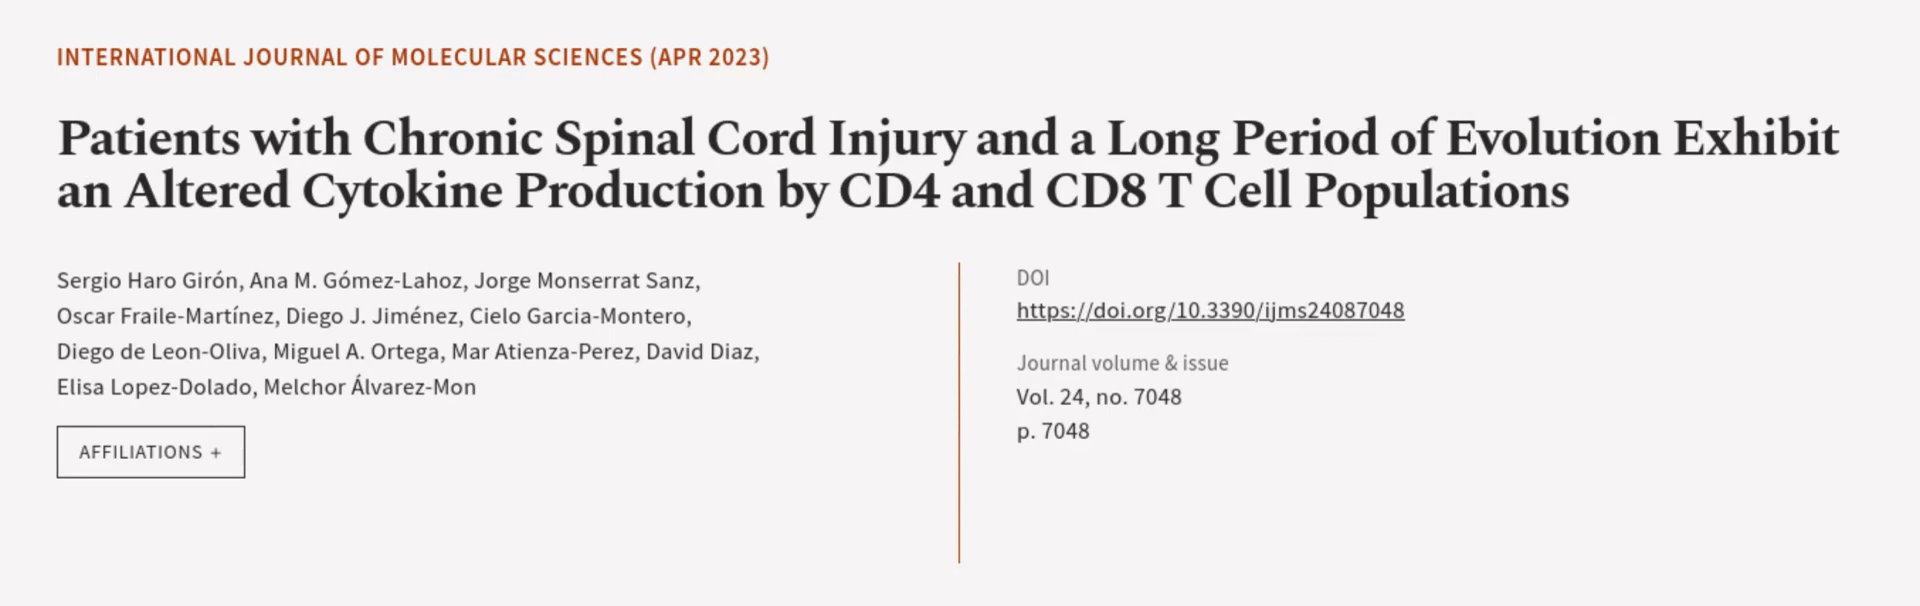 INTERNATIONAL JOURNAL OF MOLECULAR SCIENCES (APR 2023)
Patients with Chronic Spinal Cord Injury and a Long Period of Evolution Exhibit
an Altered Cytokine Production by CD4 and CD8 T Cell Populations
Sergio Haro Girón, Ana M. Gómez-Lahoz, Jorge Monserrat Sanz,
Oscar Fraile-Martínez, Diego J. Jiménez, Cielo Garcia-Montero,
Diego de Leon-Oliva, Miguel A. Ortega, Mar Atienza-Perez, David Diaz,
Elisa Lopez-Dolado, Melchor Álvarez-Mon
AFFILIATIONS +
DOI
https://doi.org/10.3390/ijms24087048
Journal volume & issue
Vol. 24, no. 7048
p. 7048